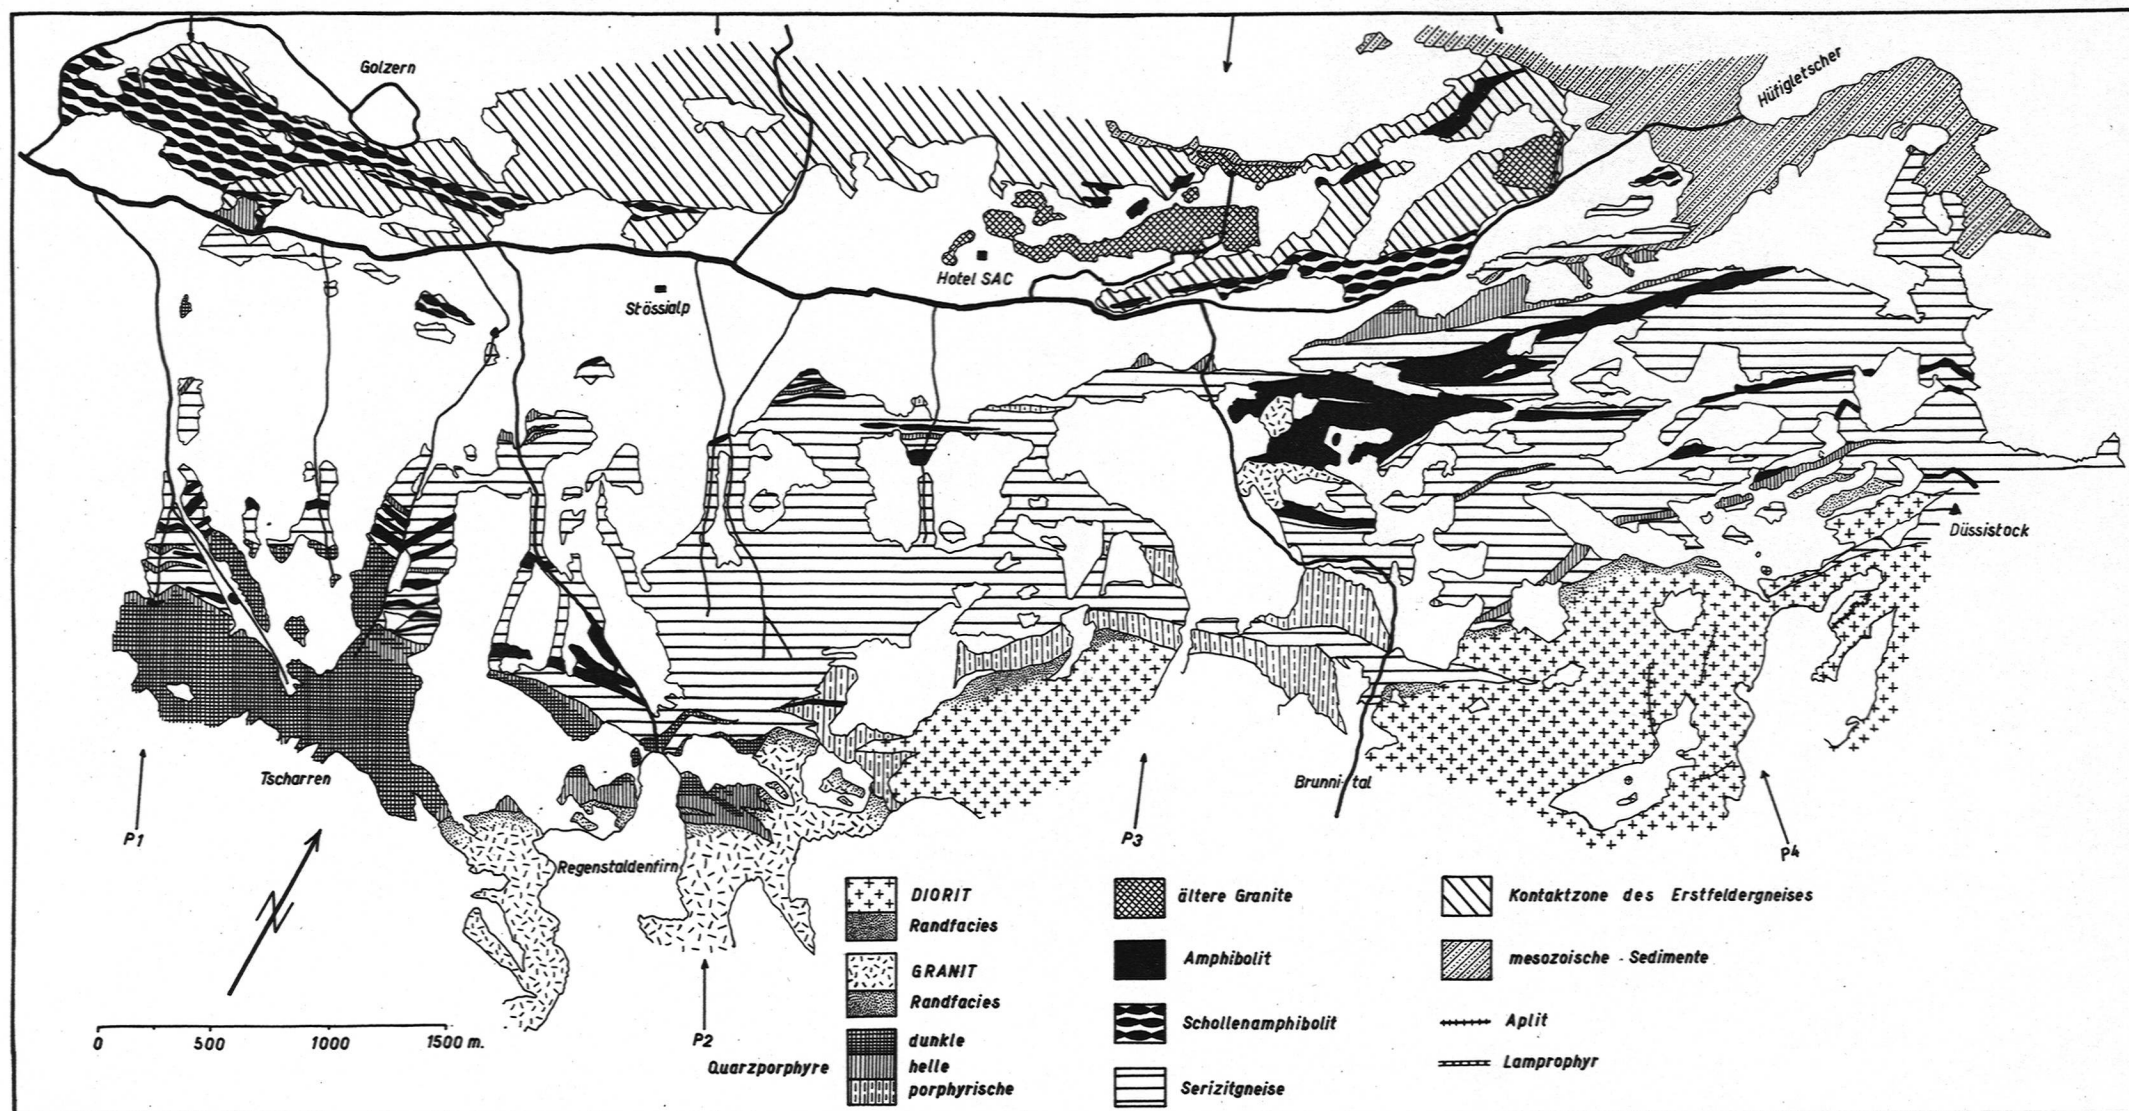 Golzern
Hüfigletscher
Hotel SAC
Stössialp
Düssistock
Tscharren
Brunni-tal
P1
P3
P4
Regenstaldenfirn
P2
0 500 1000 1500 m.
DIORIT
Randfacies
GRANIT
Randfacies
Quarzporphyre
dunkle
helle
porphyrische
ältere Granite
Amphibolit
Schollenamphibolit
Serizitgneise
Kontaktzone des Erstfeldergneises
mesozoische - Sedimente
Aplit
Lamprophyr